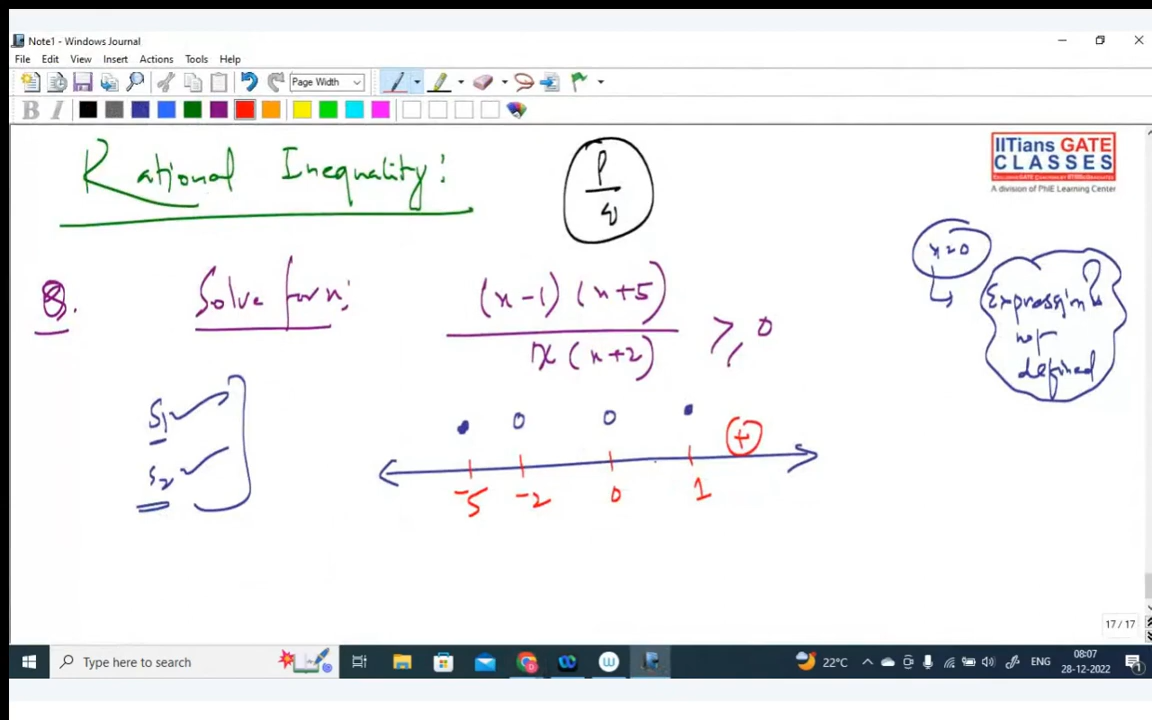 Note1 - Windows Journal
File Edit View Insert Actions Tools Help
Page Width
B I
Rational Inequality:
P
q
IITians GATE
CLASSES
A division of PhIE Learning Center
x=0
Expression is
not
defined
Q.
Solve for x:
(x-1) (x+5)
x (x+2)
≥ 0
S1
S2
+
-5 -2 0 1
17 / 17
Type here to search
22°C
ENG
08:07
28-12-2022
1